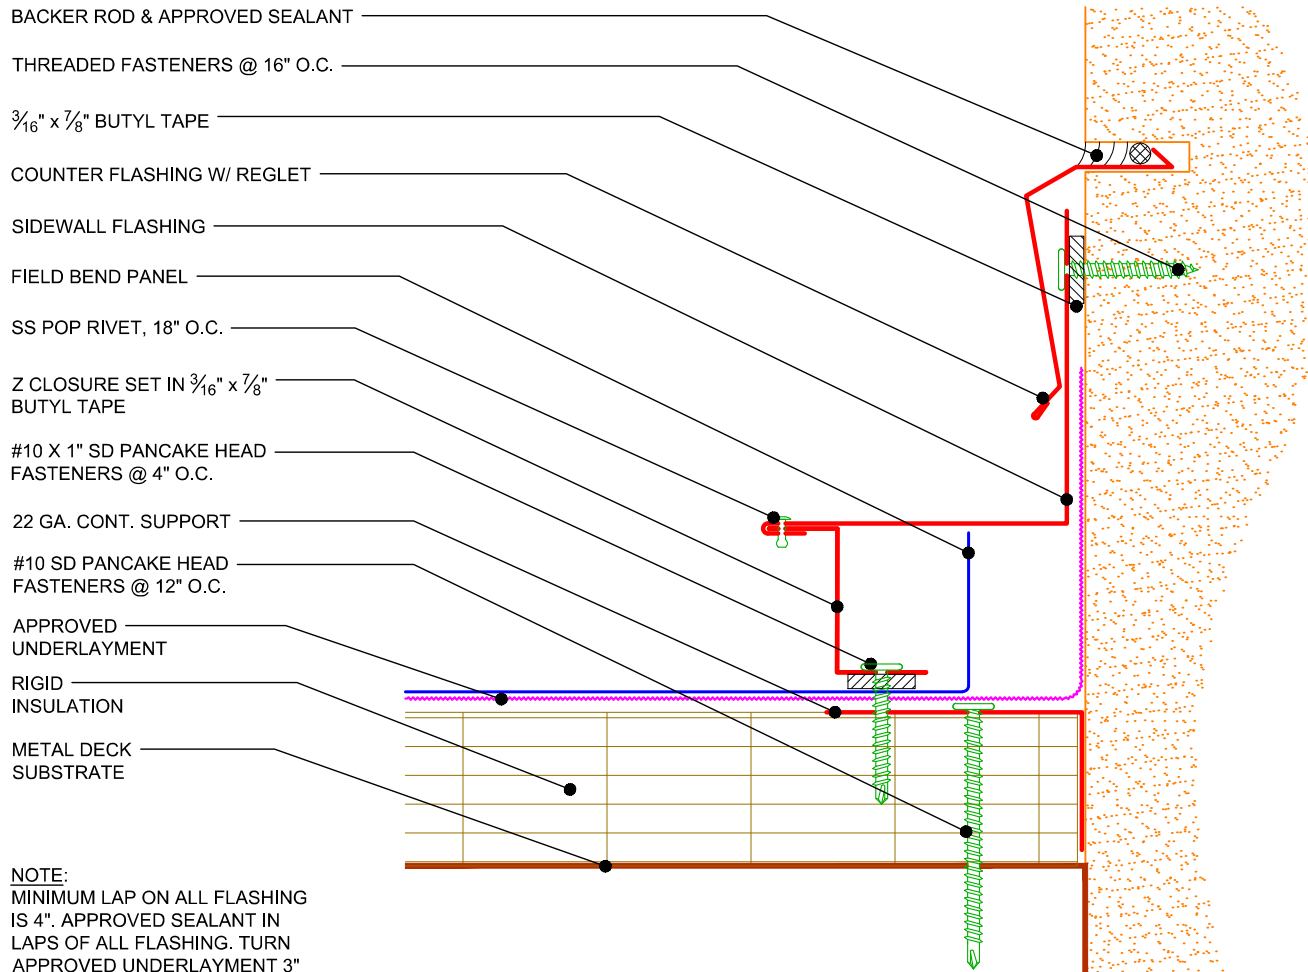 BACKER ROD & APPROVED SEALANT
THREADED FASTENERS @ 16" O.C.
3/16" x 7/8" BUTYL TAPE
COUNTER FLASHING W/ REGLET
SIDEWALL FLASHING
FIELD BEND PANEL
SS POP RIVET, 18" O.C.
Z CLOSURE SET IN 3/16" x 7/8"
BUTYL TAPE
#10 X 1" SD PANCAKE HEAD
FASTENERS @ 4" O.C.
22 GA. CONT. SUPPORT
#10 SD PANCAKE HEAD
FASTENERS @ 12" O.C.
APPROVED
UNDERLAYMENT
RIGID
INSULATION
METAL DECK
SUBSTRATE
NOTE:
MINIMUM LAP ON ALL FLASHING
IS 4". APPROVED SEALANT IN
LAPS OF ALL FLASHING. TURN
APPROVED UNDERLAYMENT 3"